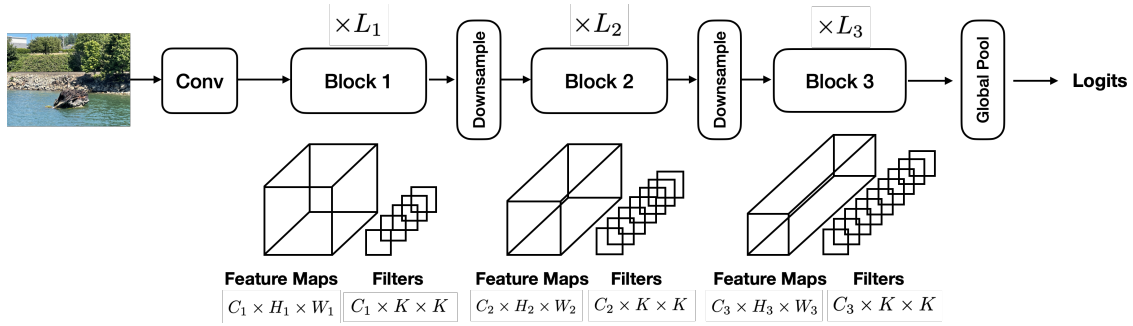 ×L₁
×L₂
×L₃
Conv
Block 1
Downsample
Block 2
Downsample
Block 3
Global Pool
Logits
Feature Maps
Filters
Feature Maps
Filters
Feature Maps
Filters
C₁ × H₁ × W₁
C₁ × K × K
C₂ × H₂ × W₂
C₂ × K × K
C₃ × H₃ × W₃
C₃ × K × K